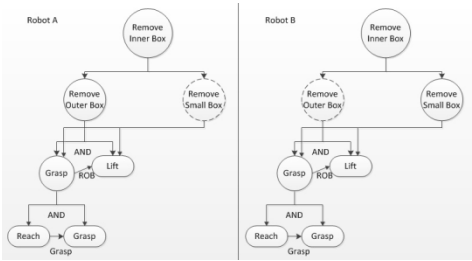 Robot A
Remove
Inner Box
Remove
Outer Box
Remove
Small Box
AND
Grasp
ROB
Lift
AND
Reach
Grasp
Grasp
Robot B
Remove
Inner Box
Remove
Outer Box
Remove
Small Box
AND
Grasp
ROB
Lift
AND
Reach
Grasp
Grasp